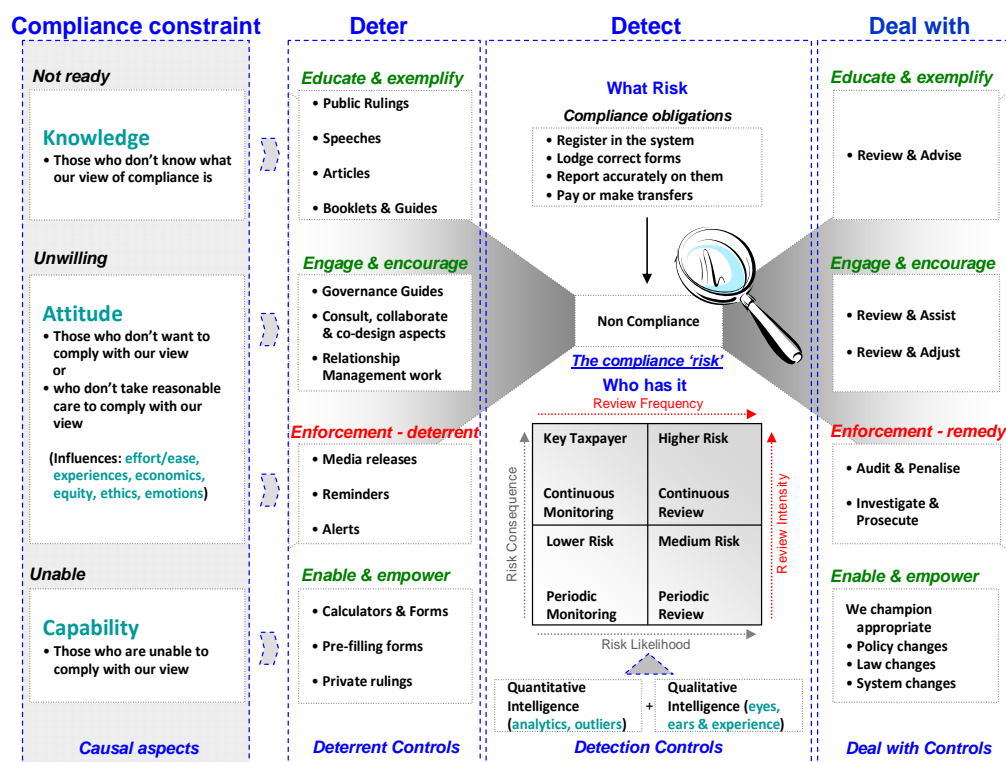 Compliance constraint
Not ready
Knowledge
• Those who don't know what
our view of compliance is
Unwilling
Attitude
• Those who don't want to
comply with our view
or
• who don't take reasonable
care to comply with our
view
(Influences: effort/ease,
experiences, economics,
equity, ethics, emotions)
Unable
Capability
• Those who are unable to
comply with our view
Causal aspects
Deter
Educate & exemplify
• Public Rulings
• Speeches
• Articles
• Booklets & Guides
Engage & encourage
• Governance Guides
• Consult, collaborate
& co-design aspects
• Relationship
Management work
Enforcement - deterrent
• Media releases
• Reminders
• Alerts
Enable & empower
• Calculators & Forms
• Pre-filling forms
• Private rulings
Deterrent Controls
Detect
What Risk
Compliance obligations
• Register in the system
• Lodge correct forms
• Report accurately on them
• Pay or make transfers
Non Compliance
The compliance 'risk'
Who has it
Review Frequency
Risk Consequence
Key Taxpayer
Continuous
Monitoring
Higher Risk
Continuous
Review
Lower Risk
Periodic
Monitoring
Medium Risk
Periodic
Review
Review Intensity
Risk Likelihood
Quantitative
Intelligence
(analytics, outliers)
+
Qualitative
Intelligence (eyes,
ears & experience)
Detection Controls
Deal with
Educate & exemplify
• Review & Advise
Engage & encourage
• Review & Assist
• Review & Adjust
Enforcement - remedy
• Audit & Penalise
• Investigate &
Prosecute
Enable & empower
We champion
appropriate
• Policy changes
• Law changes
• System changes
Deal with Controls